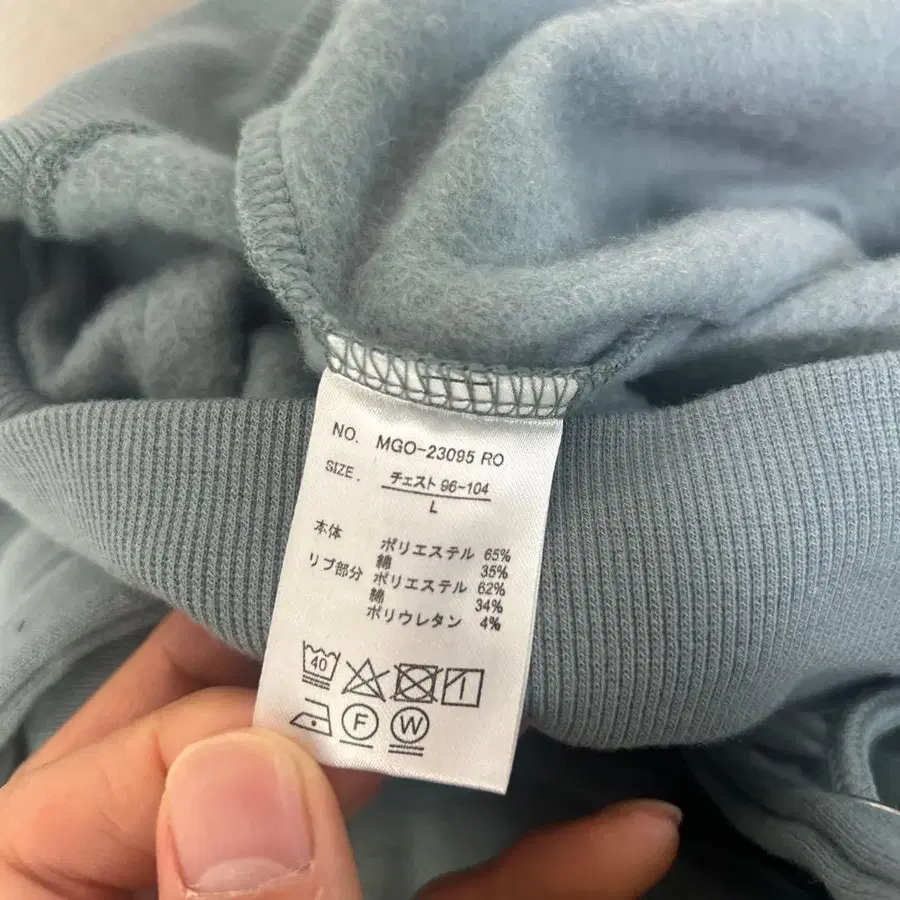 NO. MGO-23095 RO
SIZE. チェスト 96~104
L
本体 ポリエステル 65%
綿 35%
リブ部分 ポリエステル 62%
綿 34%
ポリウレタン 4%
40
F W